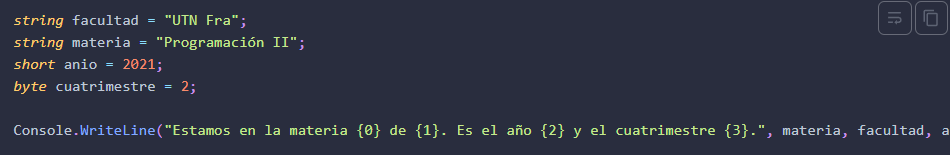 string facultad = "UTN Fra";
string materia = "Programación II";
short anio = 2021;
byte cuatrimestre = 2;
Console.WriteLine("Estamos en la materia {0} de {1}. Es el año {2} y el cuatrimestre {3}.", materia, facultad, a